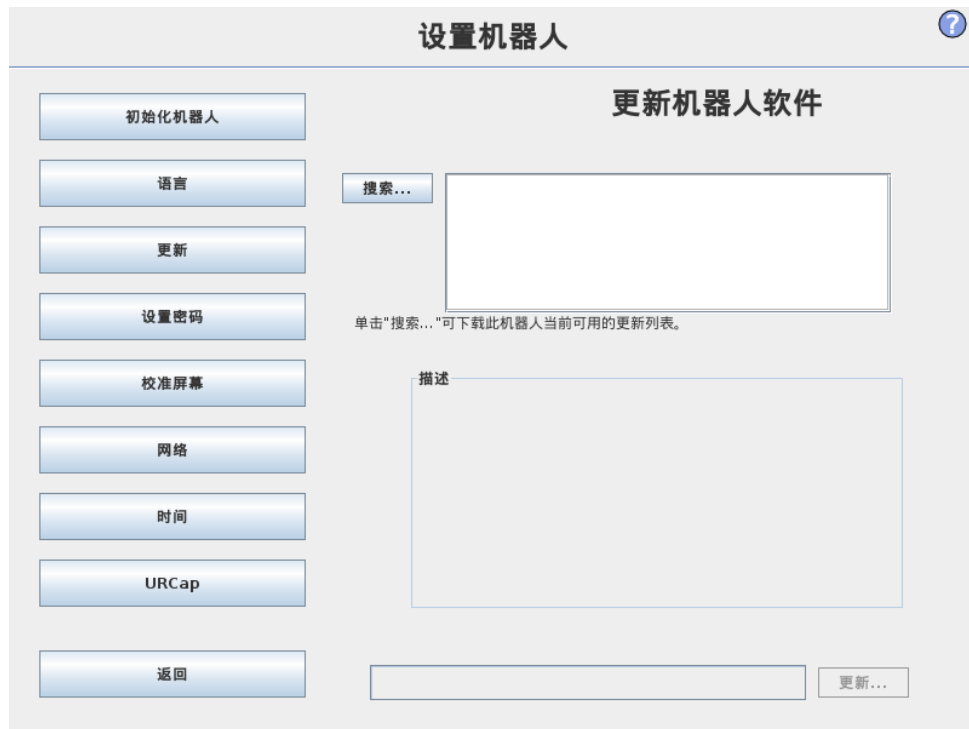 设置机器人
?
初始化机器人
语言
更新
设置密码
校准屏幕
网络
时间
URCap
返回
更新机器人软件
搜索...
单击"搜索..."可下载此机器人当前可用的更新列表。
描述
更新...